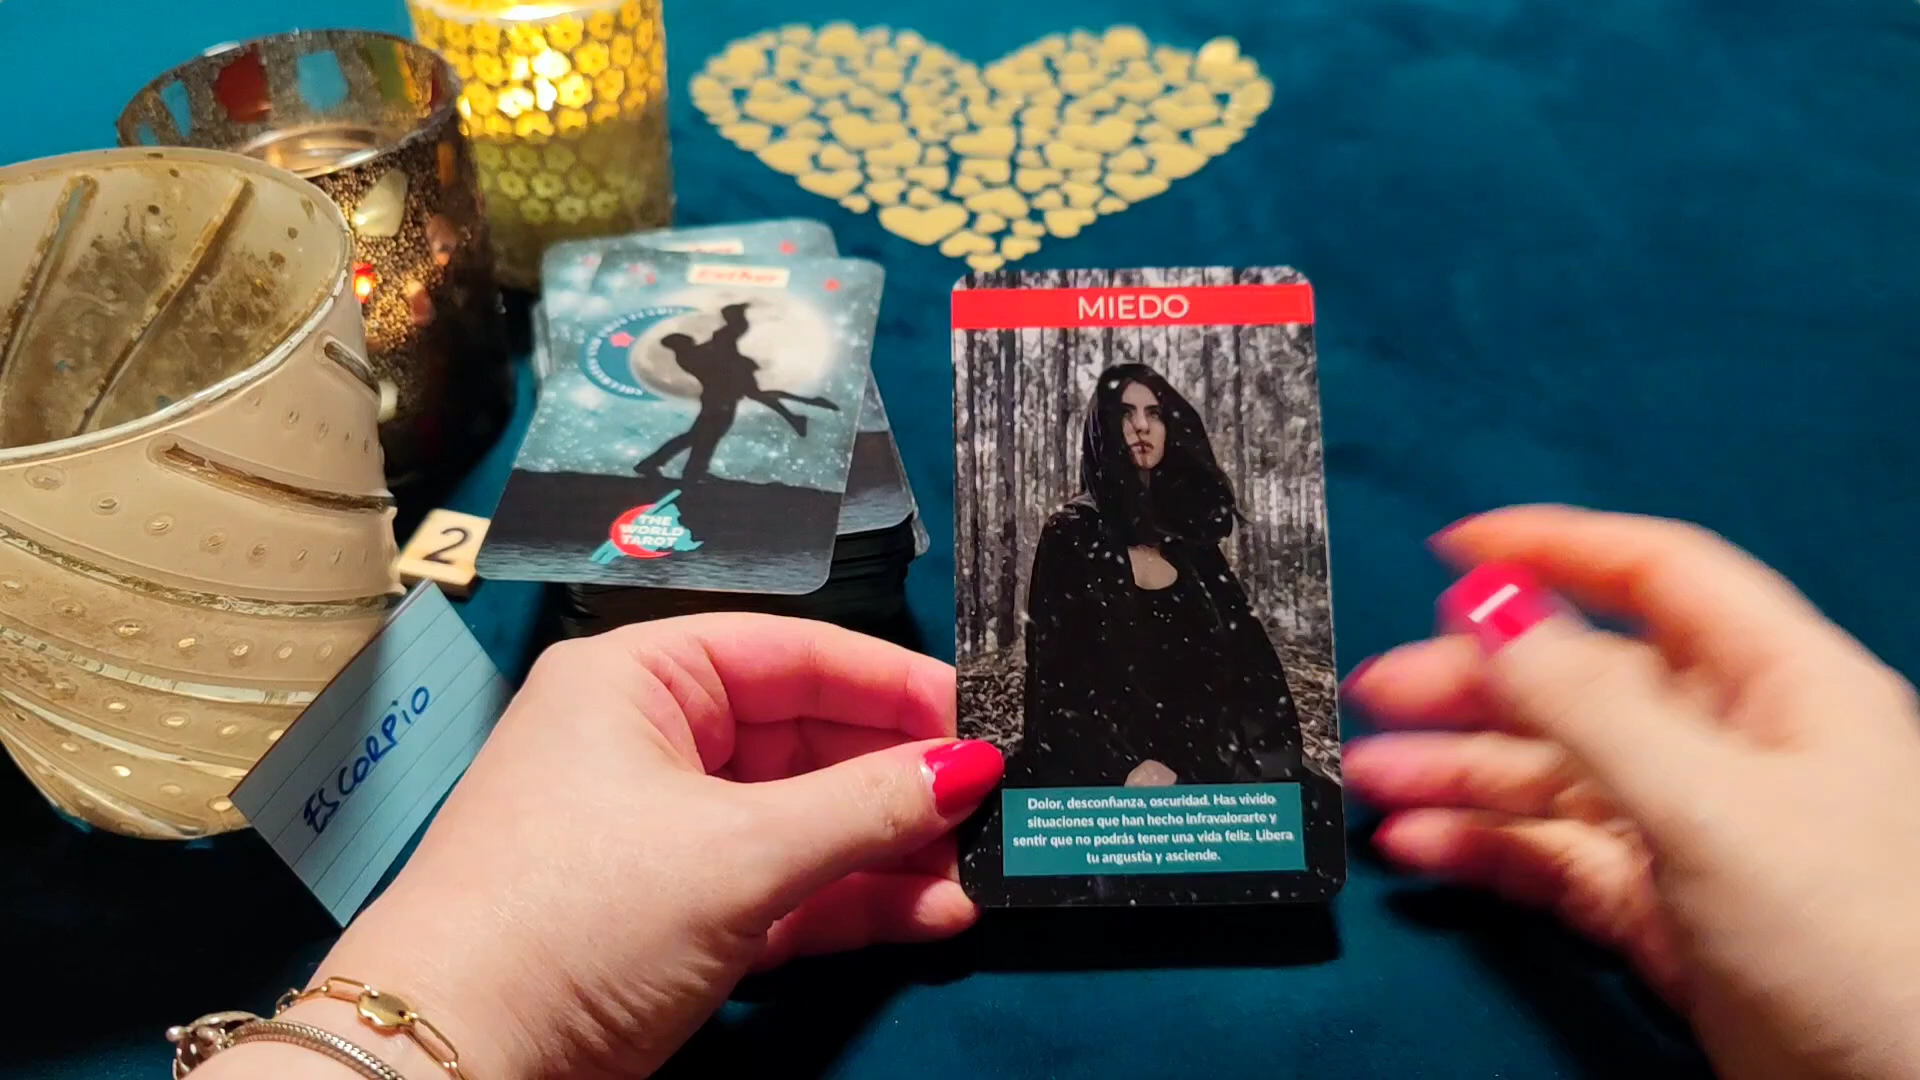 Esther
THE
WORLD
TAROT
2
ESCORPIO
MIEDO
Dolor, desconfianza, oscuridad. Has vivido
situaciones que han hecho infravalorarte y
sentir que no podrás tener una vida feliz. Libera
tu angustia y asciende.